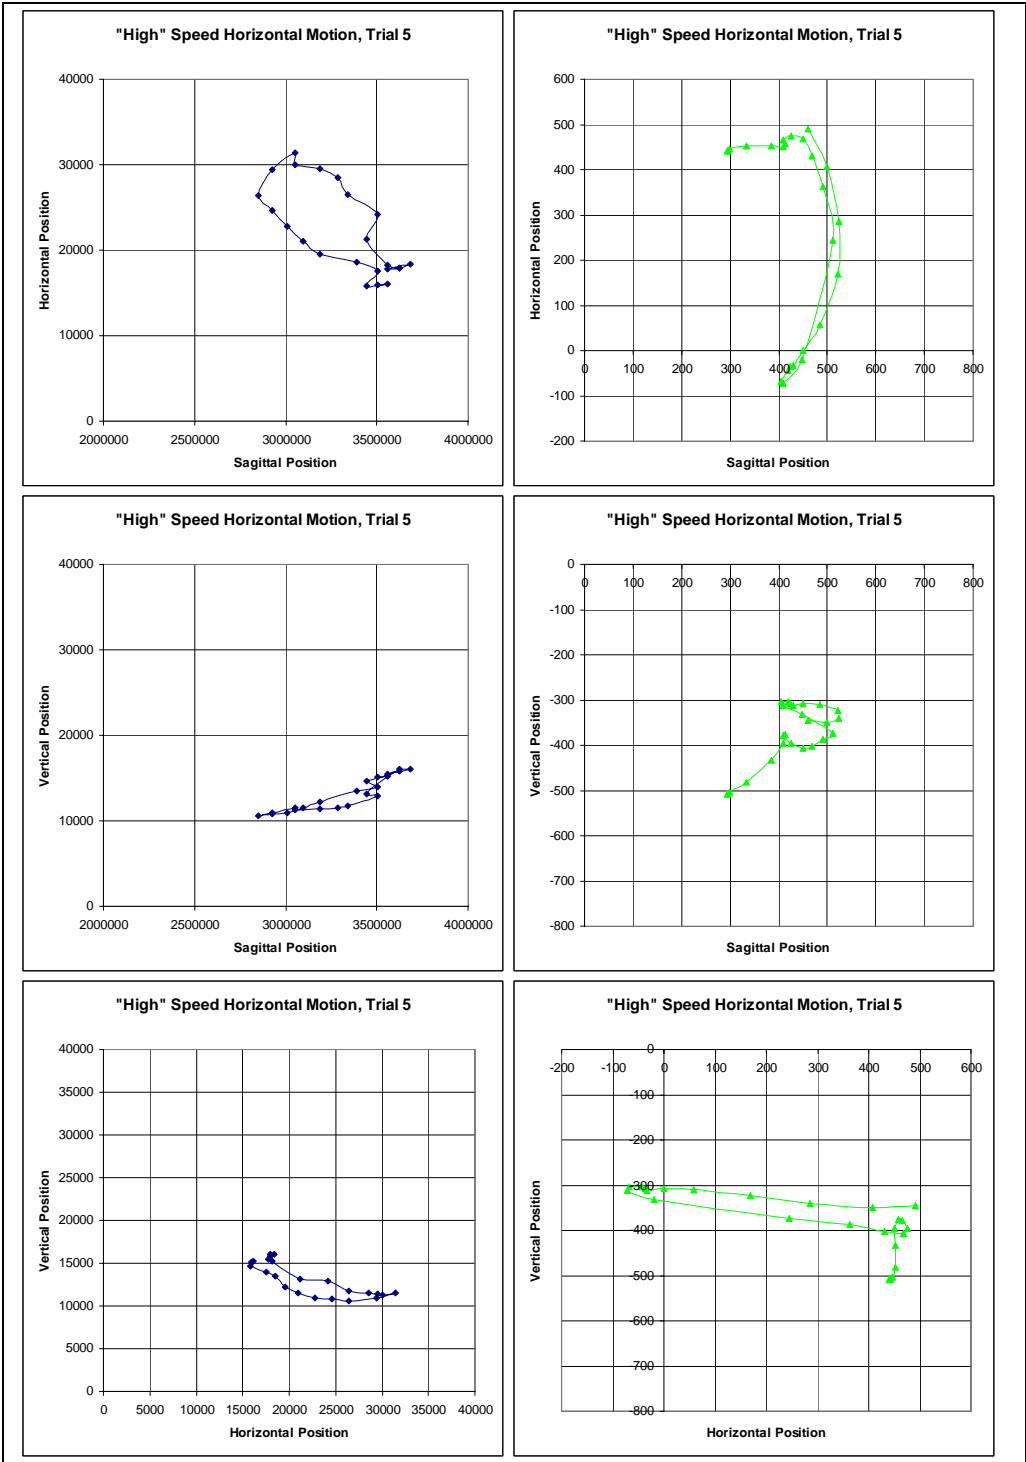 "High" Speed Horizontal Motion, Trial 5
40000
30000
20000
10000
0
2000000 2500000 3000000 3500000 4000000
Horizontal Position
Sagittal Position
"High" Speed Horizontal Motion, Trial 5
600
500
400
300
200
100
0
-100
-200
0 100 200 300 400 500 600 700 800
Horizontal Position
Sagittal Position
"High" Speed Horizontal Motion, Trial 5
40000
30000
20000
10000
0
2000000 2500000 3000000 3500000 4000000
Vertical Position
Sagittal Position
"High" Speed Horizontal Motion, Trial 5
0
-100
-200
-300
-400
-500
-600
-700
-800
0 100 200 300 400 500 600 700 800
Vertical Position
Sagittal Position
"High" Speed Horizontal Motion, Trial 5
40000
35000
30000
25000
20000
15000
10000
5000
0
0 5000 10000 15000 20000 25000 30000 35000 40000
Vertical Position
Horizontal Position
"High" Speed Horizontal Motion, Trial 5
0
-100
-200
-300
-400
-500
-600
-700
-800
-200 -100 0 100 200 300 400 500 600
Vertical Position
Horizontal Position